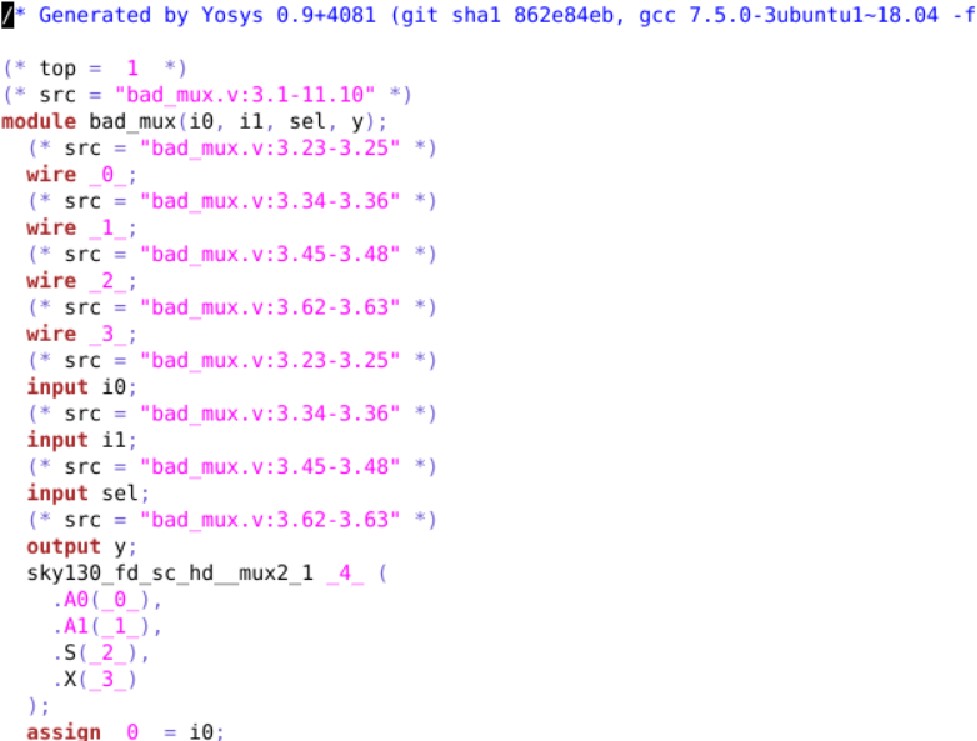 /* Generated by Yosys 0.9+4081 (git sha1 862e84eb, gcc 7.5.0-3ubuntu1~18.04 -f
(* top =  1  *)
(* src = "bad_mux.v:3.1-11.10" *)
module bad_mux(i0, i1, sel, y);
  (* src = "bad_mux.v:3.23-3.25" *)
  wire _0_;
  (* src = "bad_mux.v:3.34-3.36" *)
  wire _1_;
  (* src = "bad_mux.v:3.45-3.48" *)
  wire _2_;
  (* src = "bad_mux.v:3.62-3.63" *)
  wire _3_;
  (* src = "bad_mux.v:3.23-3.25" *)
  input i0;
  (* src = "bad_mux.v:3.34-3.36" *)
  input i1;
  (* src = "bad_mux.v:3.45-3.48" *)
  input sel;
  (* src = "bad_mux.v:3.62-3.63" *)
  output y;
  sky130_fd_sc_hd__mux2_1 _4_ (
    .A0(_0_),
    .A1(_1_),
    .S(_2_),
    .X(_3_)
  );
  assign  0  = i0;